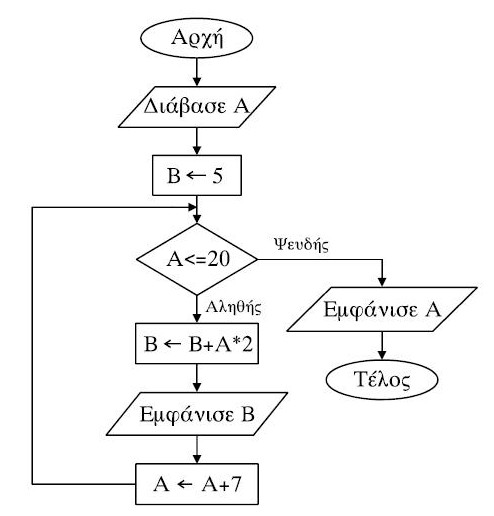 Αρχή
Διάβασε Α
Β ← 5
Α<=20
Ψευδής
Αληθής
Εμφάνισε Α
Β ← Β+Α*2
Τέλος
Εμφάνισε Β
Α ← Α+7